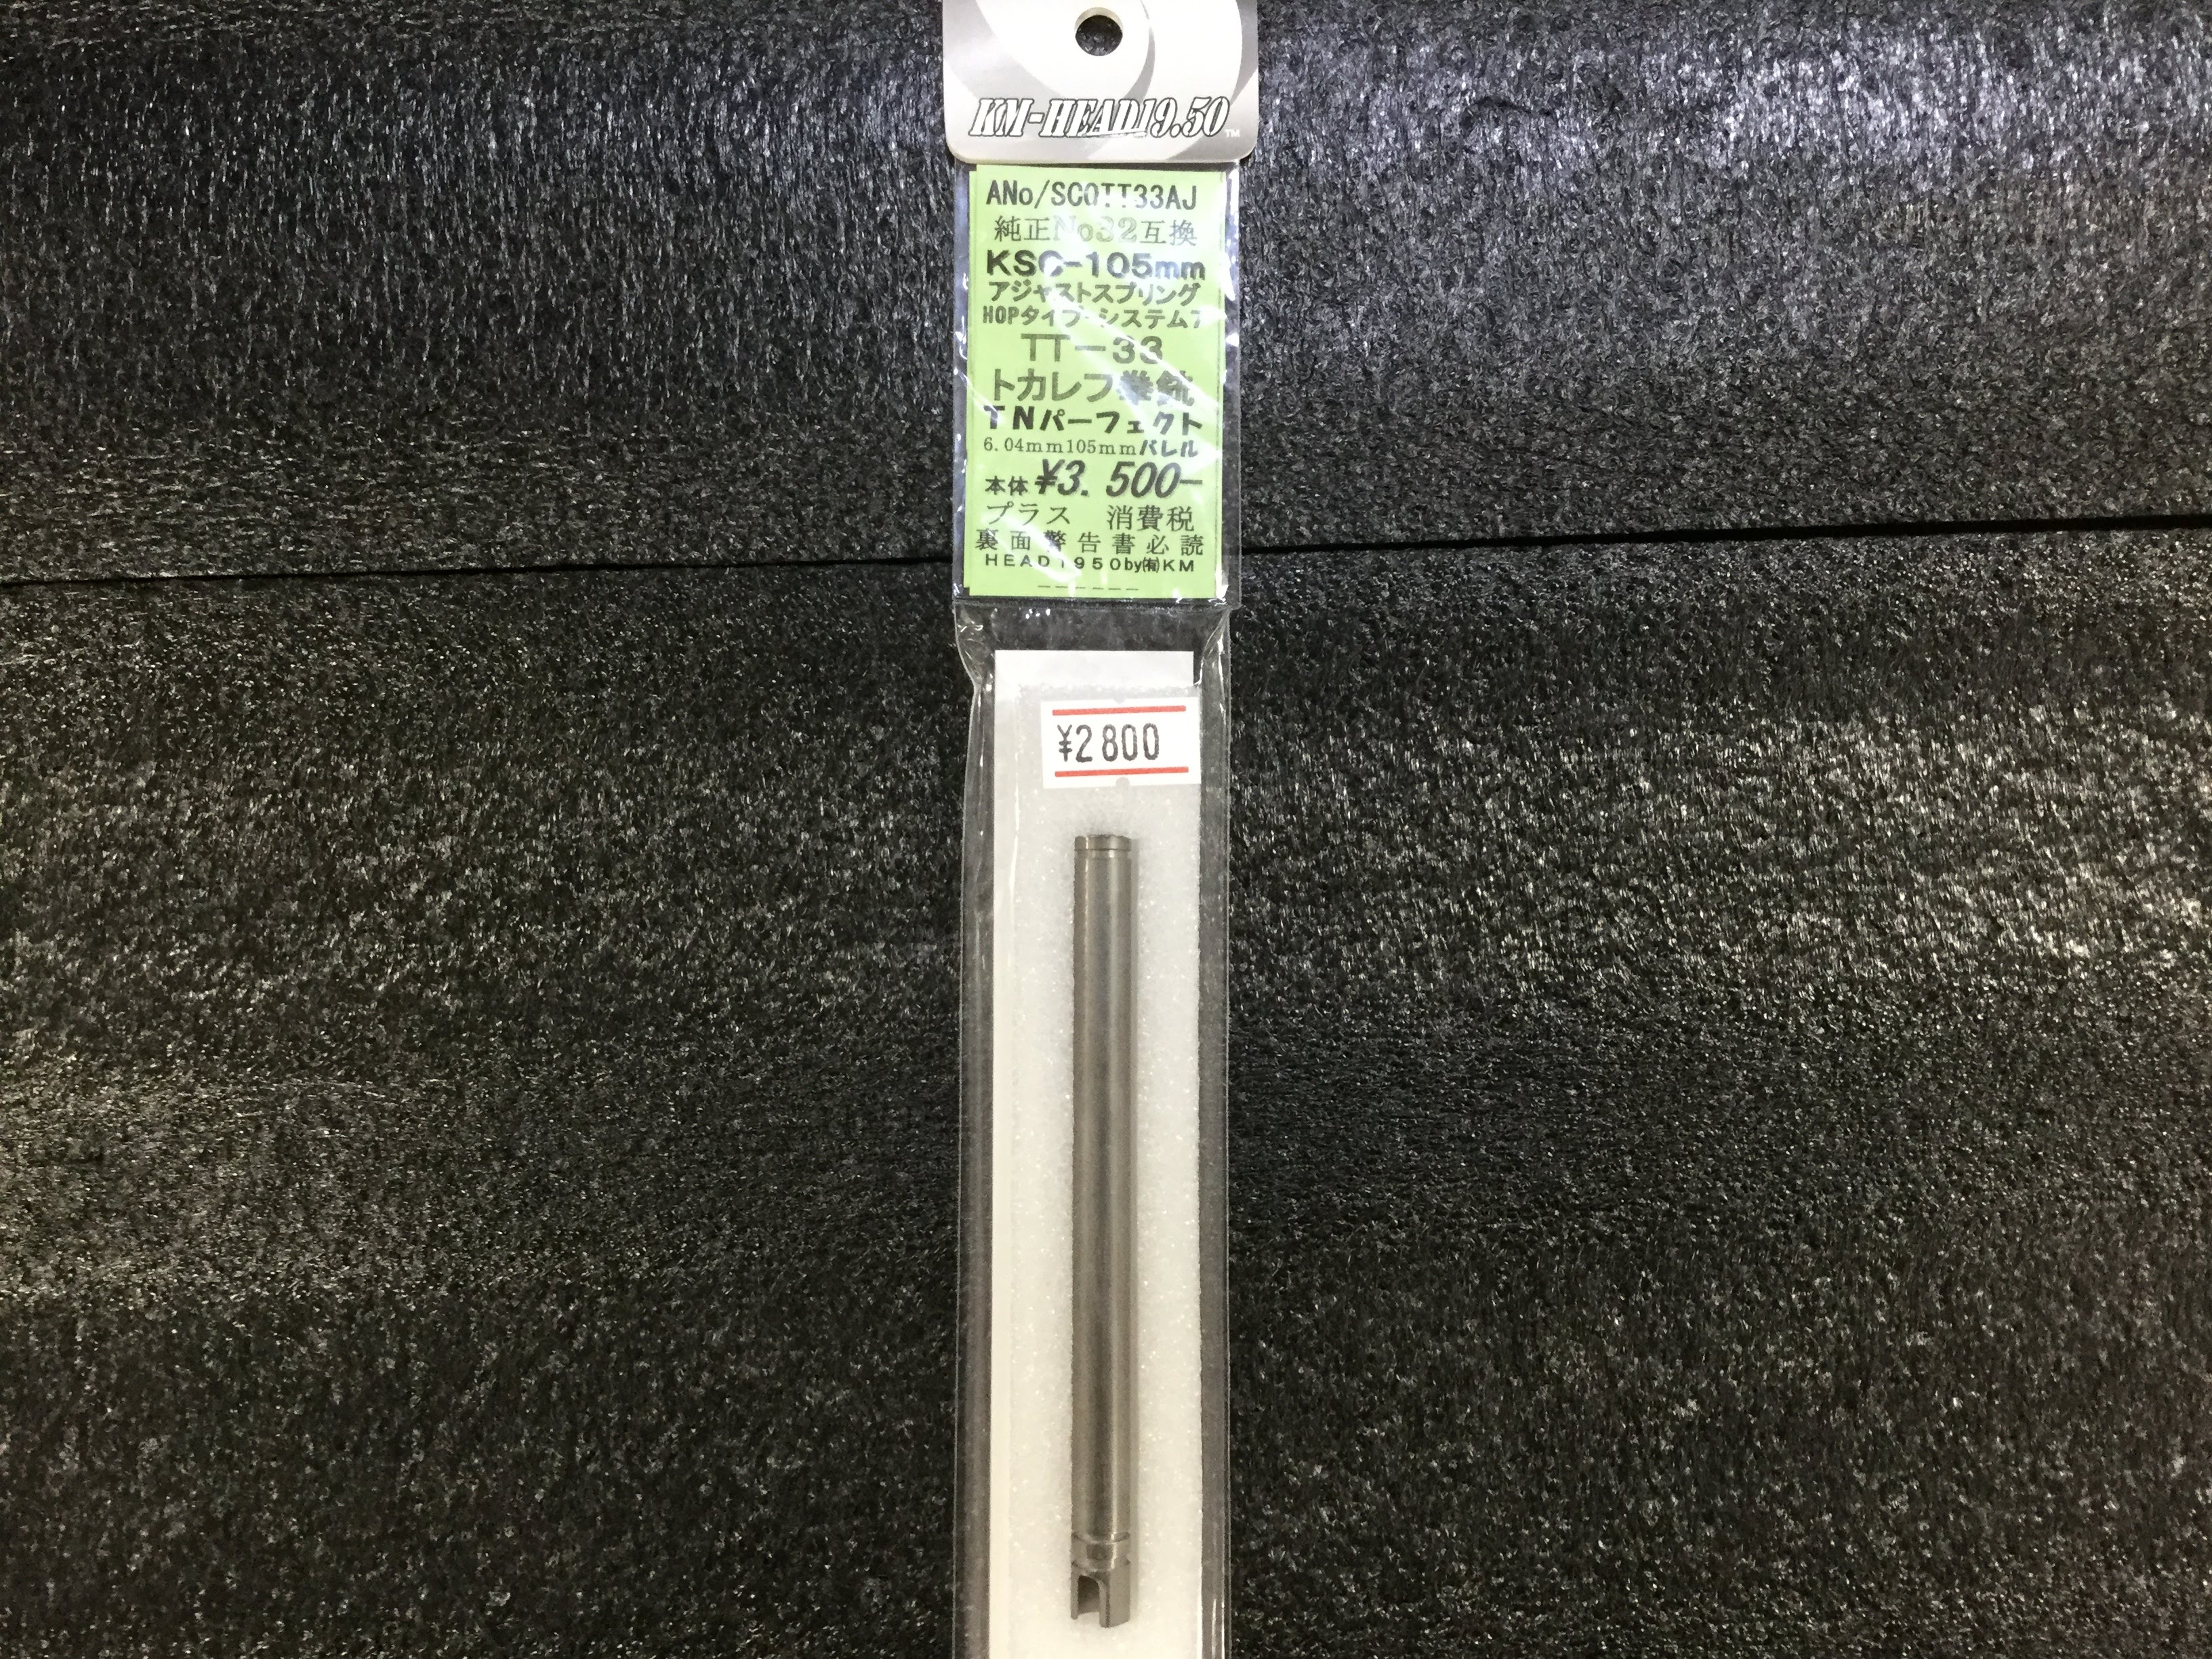 KM-HEAD19.50™
ANo/SCOTT33AJ
純正No32互換
KSC-105mm
アジャストスプリング
HOPタイプ・システム7
TT-33
トカレフ拳銃
TNパーフェクト
6.04mm105mmバレル
本体¥3.500-
プラス 消費税
裏面警告書必読
HEAD1950by㈲KM
------
¥2800